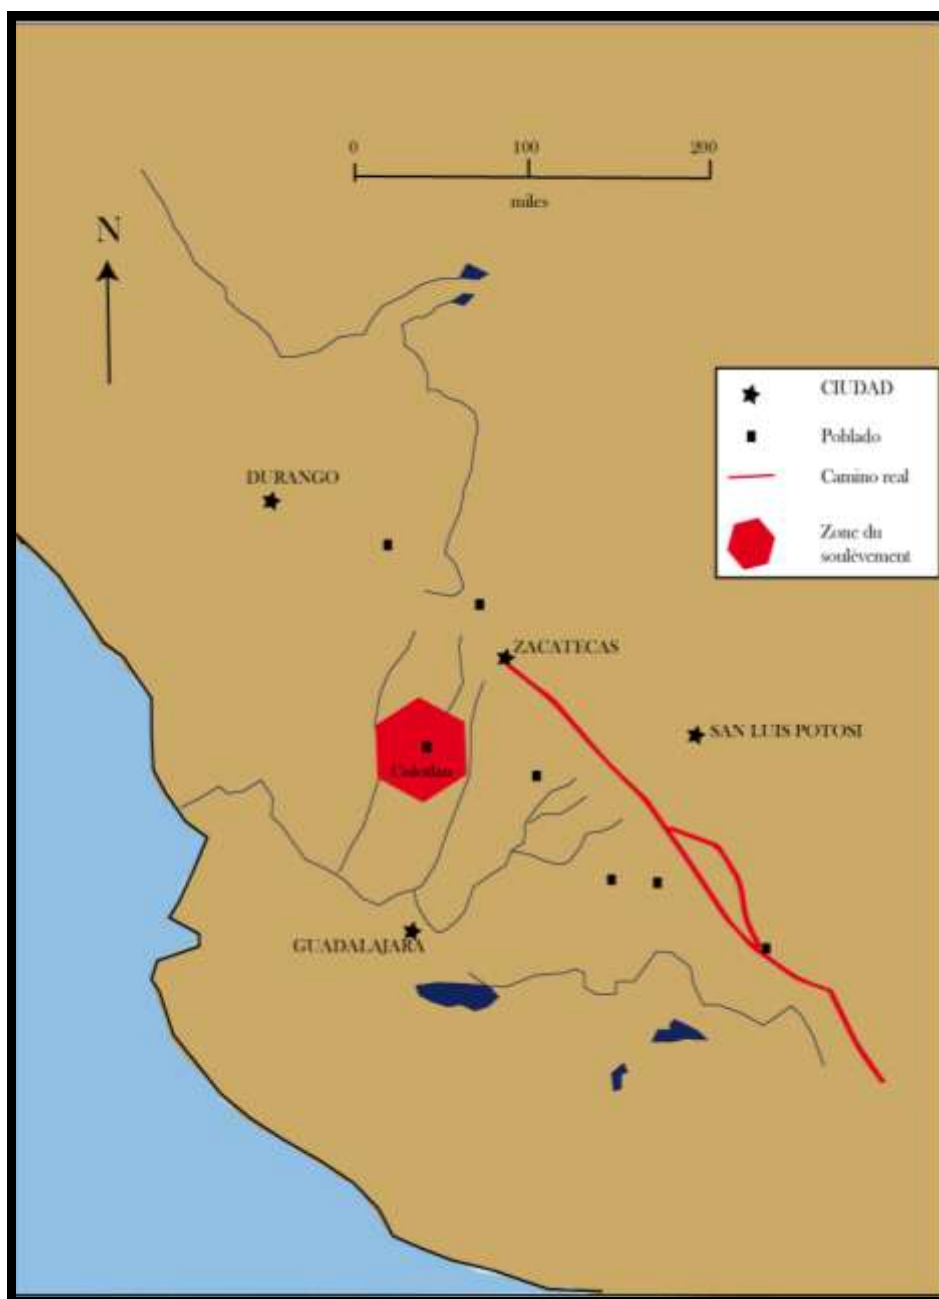 0 100 200
miles
N
CIUDAD
Poblado
Camino real
Zone du
soulèvement
DURANGO
ZACATECAS
SAN LUIS POTOSI
GUADALAJARA